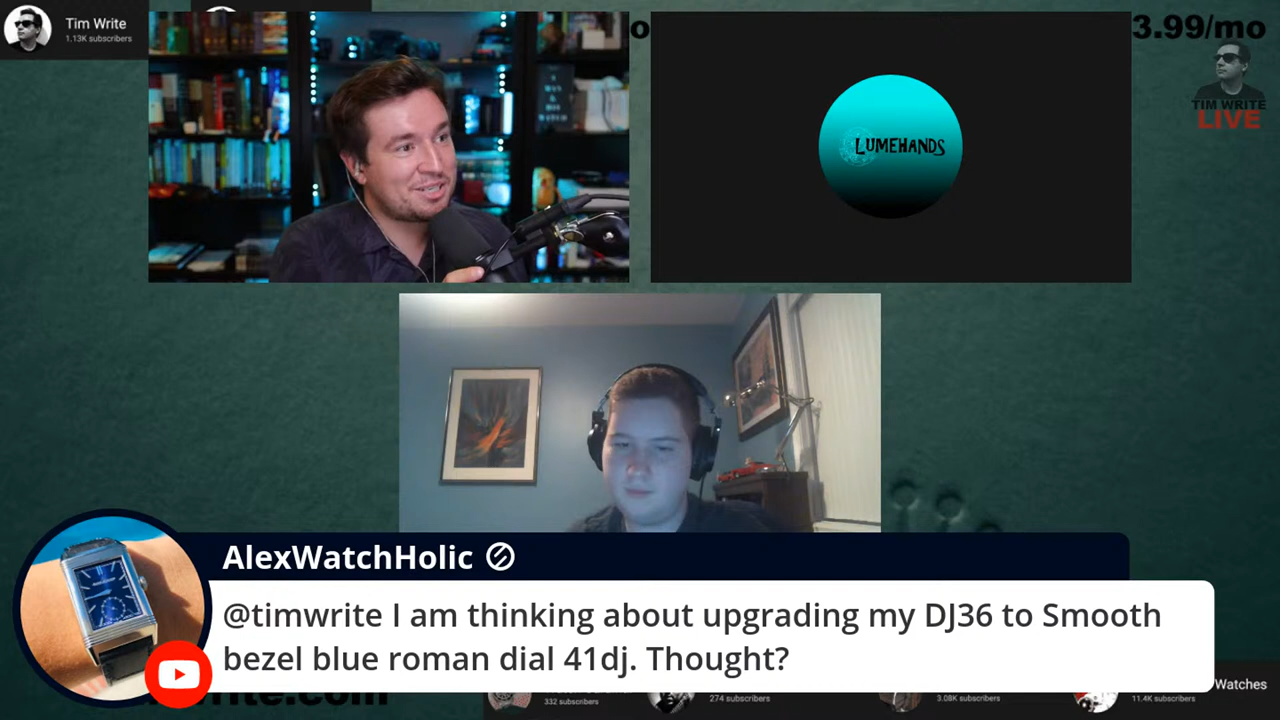 Tim Write
1.13K subscribers
o
3.99/mo
TIM WRITE
LIVE
LUMEHANDS
AlexWatchHolic
@timwrite I am thinking about upgrading my DJ36 to Smooth
bezel blue roman dial 41dj. Thought?
332 subscribers
274 subscribers
3.08K subscribers
11.4K subscribers
Watches